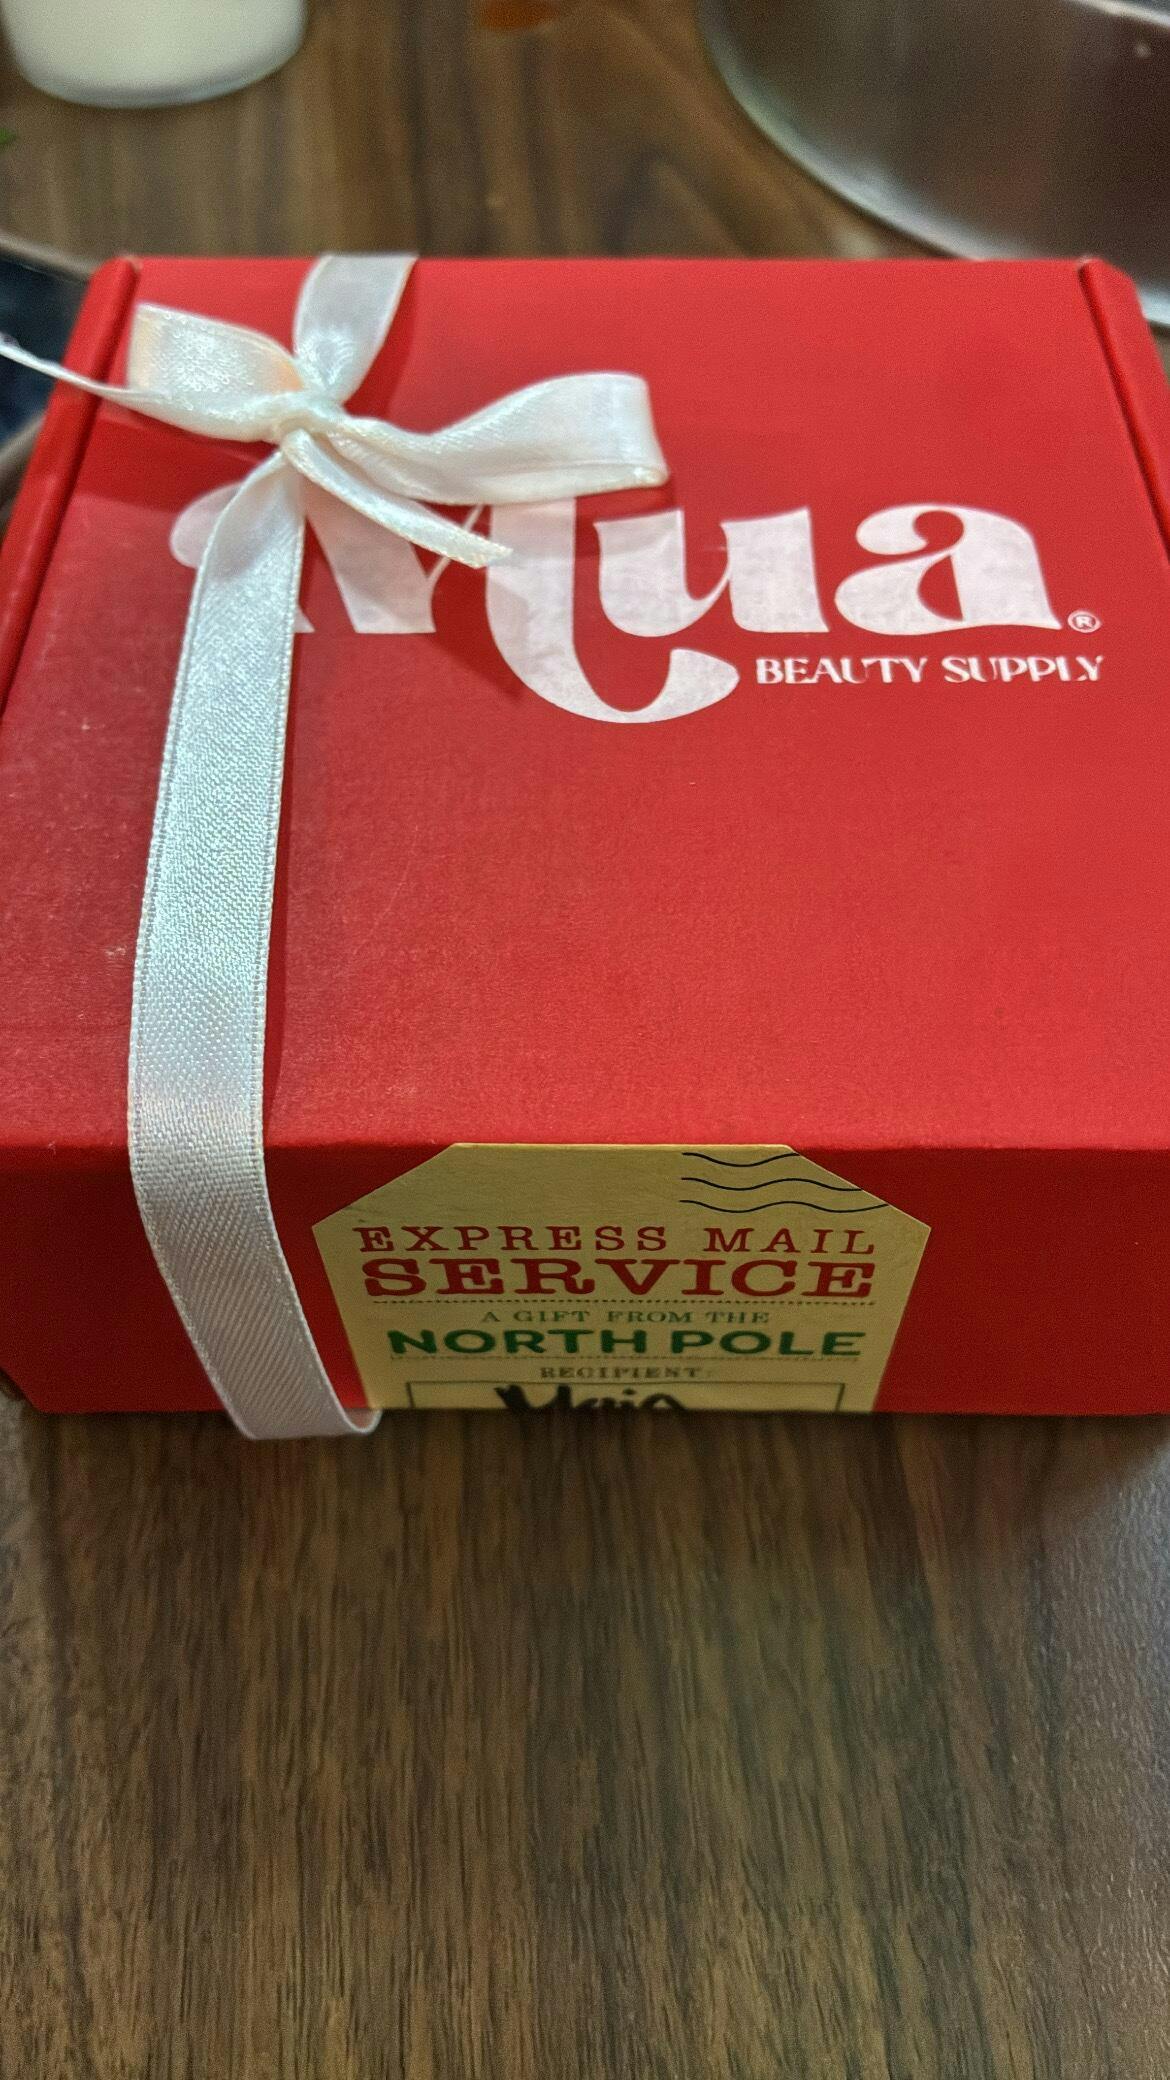 Mua®
BEAUTY SUPPLY
EXPRESS MAIL
SERVICE
A GIFT FROM THE
NORTH POLE
RECIPIENT: